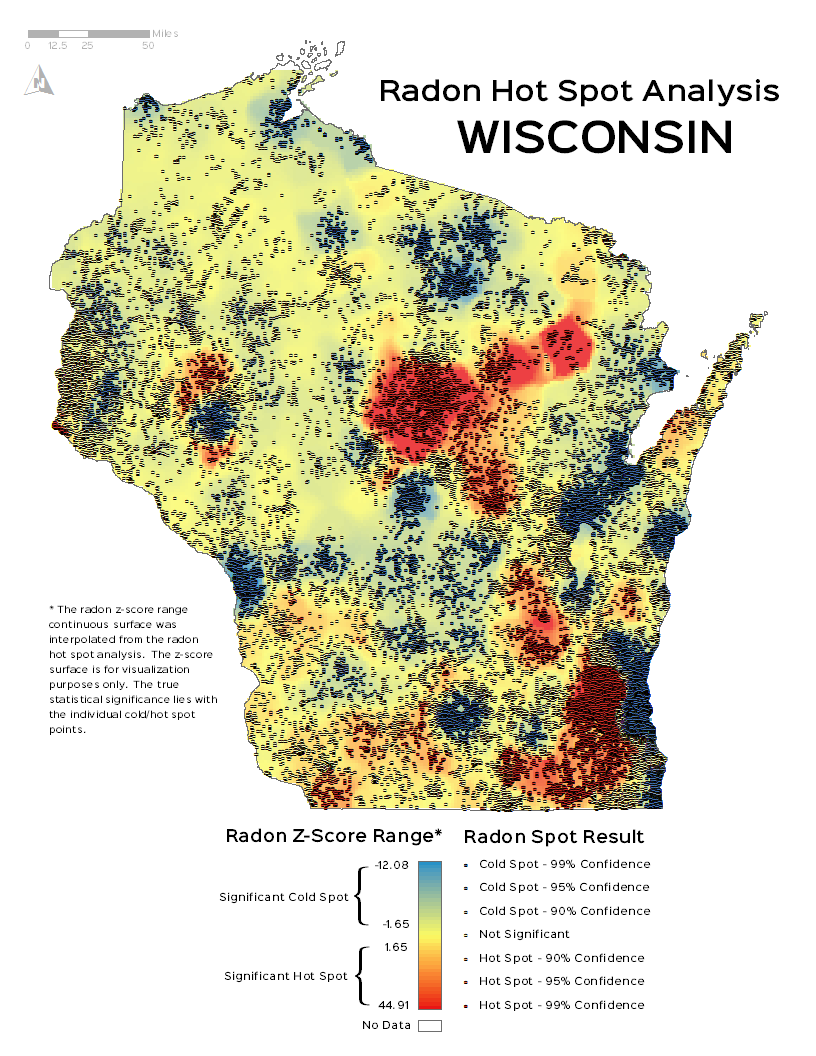 Miles
0 12.5 25 50
N
Radon Hot Spot Analysis
WISCONSIN
* The radon z-score range
continuous surface was
interpolated from the radon
hot spot analysis. The z-score
surface is for visualization
purposes only. The true
statistical significance lies with
the individual cold/hot spot
points.
Radon Z-Score Range*
-12.08
Significant Cold Spot
-1.65
1.65
Significant Hot Spot
44.91
No Data
Radon Spot Result
Cold Spot - 99% Confidence
Cold Spot - 95% Confidence
Cold Spot - 90% Confidence
Not Significant
Hot Spot - 90% Confidence
Hot Spot - 95% Confidence
Hot Spot - 99% Confidence